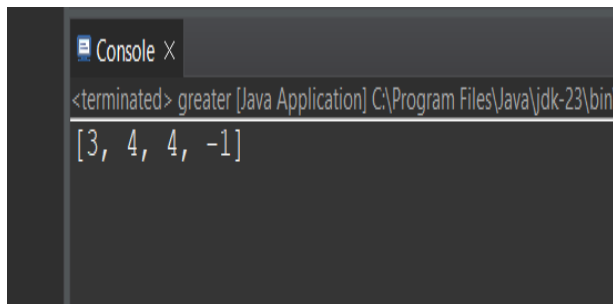 Console ×
<terminated> greater [Java Application] C:\Program Files\Java\jdk-23\bin\
[3, 4, 4, -1]